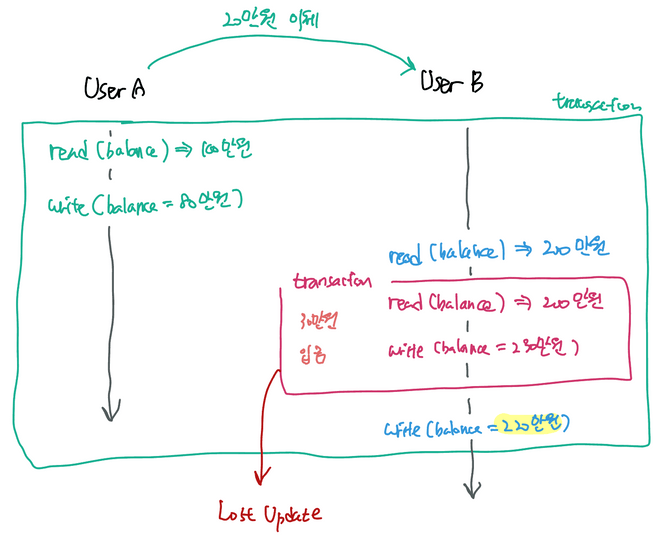 20만원 이체
User A
User B
transaction
read (balance) ⇒ 100만원
write (balance = 80만원)
read (balance) ⇒ 200만원
transaction
read (balance) ⇒ 200만원
30만원
입금
write (balance = 230만원)
write (balance = 220만원)
Lost Update